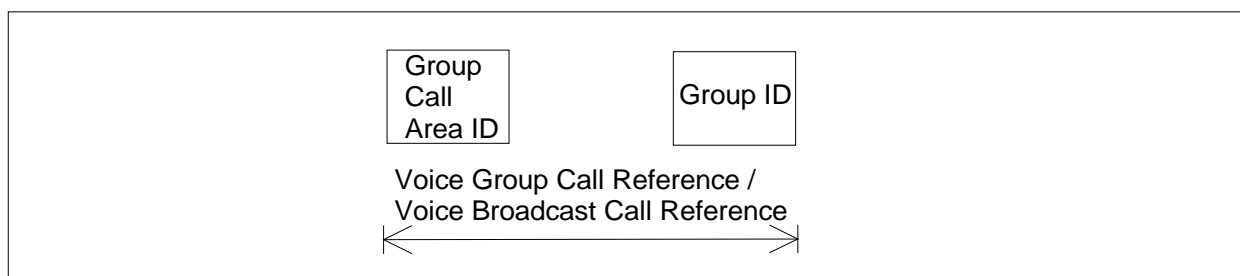 Group
Call
Area ID
Group ID
Voice Group Call Reference /
Voice Broadcast Call Reference